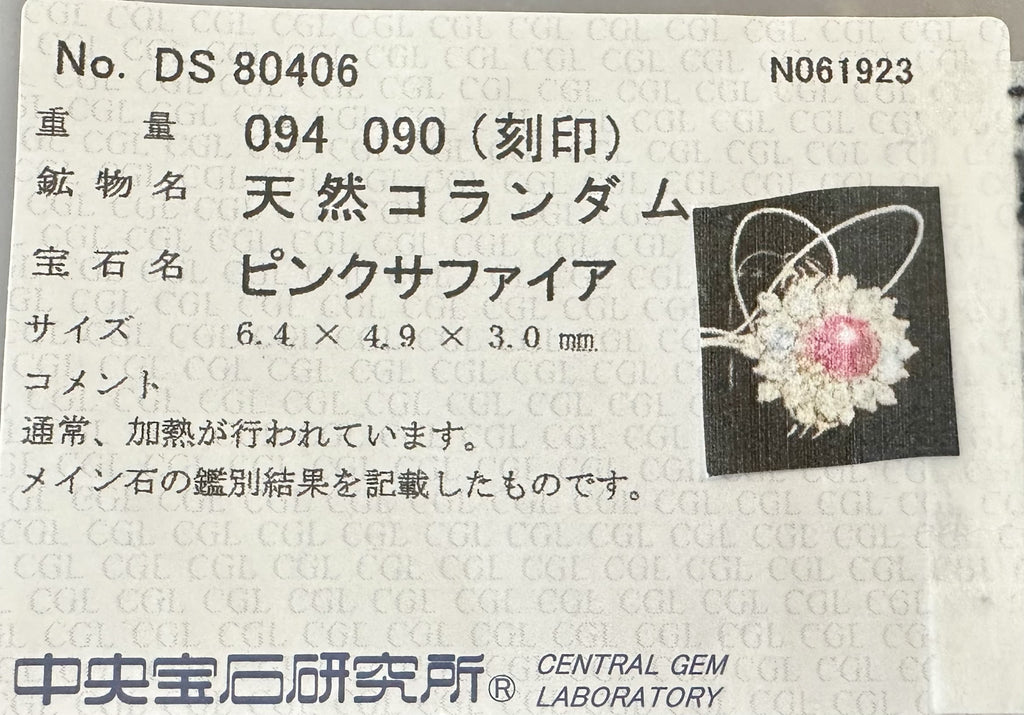 No. DS 80406
N061923
重量 094 090 (刻印)
鉱物名 天然コランダム
宝石名 ピンクサファイア
サイズ 6.4 × 4.9 × 3.0 mm
コメント
通常、加熱が行われています。
メイン石の鑑別結果を記載したものです。
中央宝石研究所® CENTRAL GEM
LABORATORY